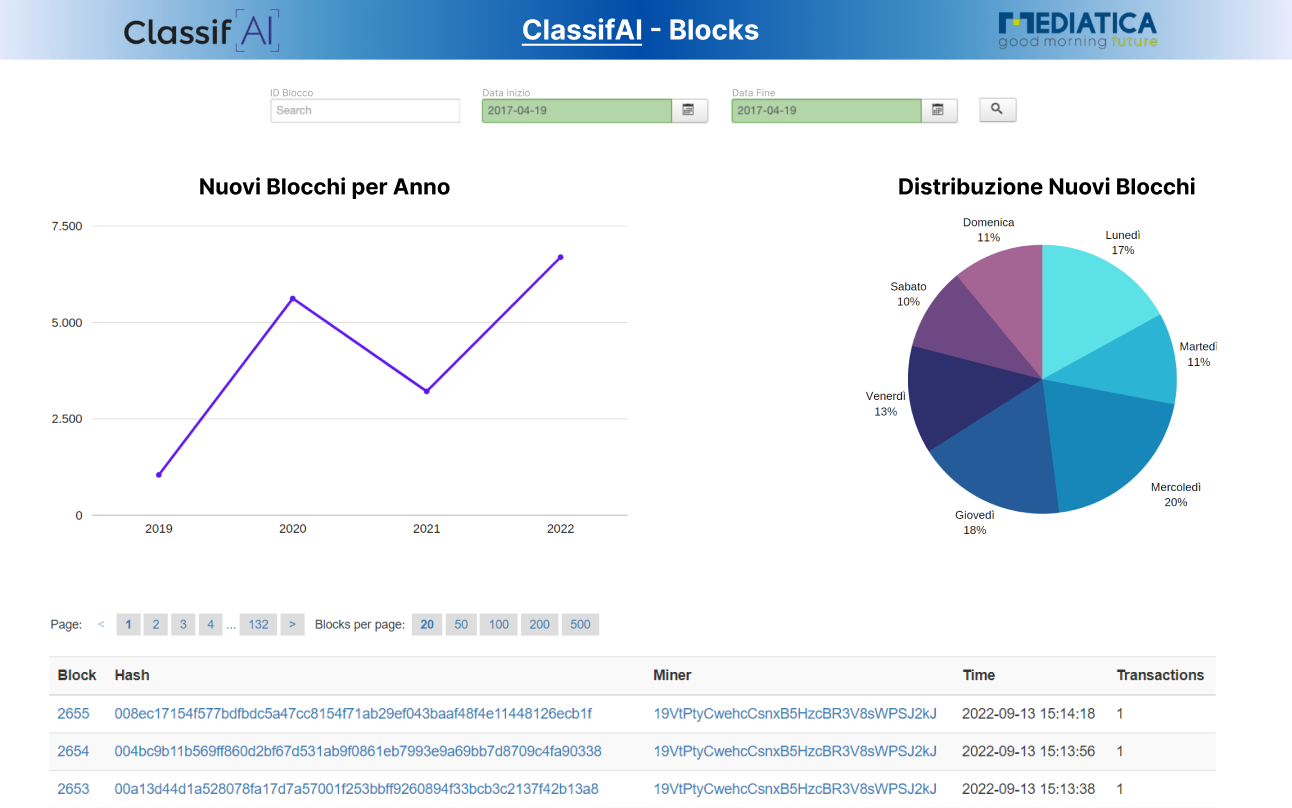 Classif[AI]
ClassifAI - Blocks
MEDIATICA
good morning future
ID Blocco
Data Inizio
Data Fine
Search
2017-04-19
2017-04-19
Nuovi Blocchi per Anno
7.500
5.000
2.500
0
2019 2020 2021 2022
Distribuzione Nuovi Blocchi
Domenica
11%
Lunedì
17%
Sabato
10%
Martedì
11%
Venerdì
13%
Mercoledì
20%
Giovedì
18%
Page: < 1 2 3 4 ... 132 > Blocks per page: 20 50 100 200 500
Block Hash Miner Time Transactions
2655 008ec17154f577bdfbdc5a47cc8154f71ab29ef043baaf48f4e11448126ecb1f 19VtPtyCwehcCsnxB5HzcBR3V8sWPSJ2kJ 2022-09-13 15:14:18 1
2654 004bc9b11b569ff860d2bf67d531ab9f0861eb7993e9a69bb7d8709c4fa90338 19VtPtyCwehcCsnxB5HzcBR3V8sWPSJ2kJ 2022-09-13 15:13:56 1
2653 00a13d44d1a528078fa17d7a57001f253bbff9260894f33bcb3c2137f42b13a8 19VtPtyCwehcCsnxB5HzcBR3V8sWPSJ2kJ 2022-09-13 15:13:38 1